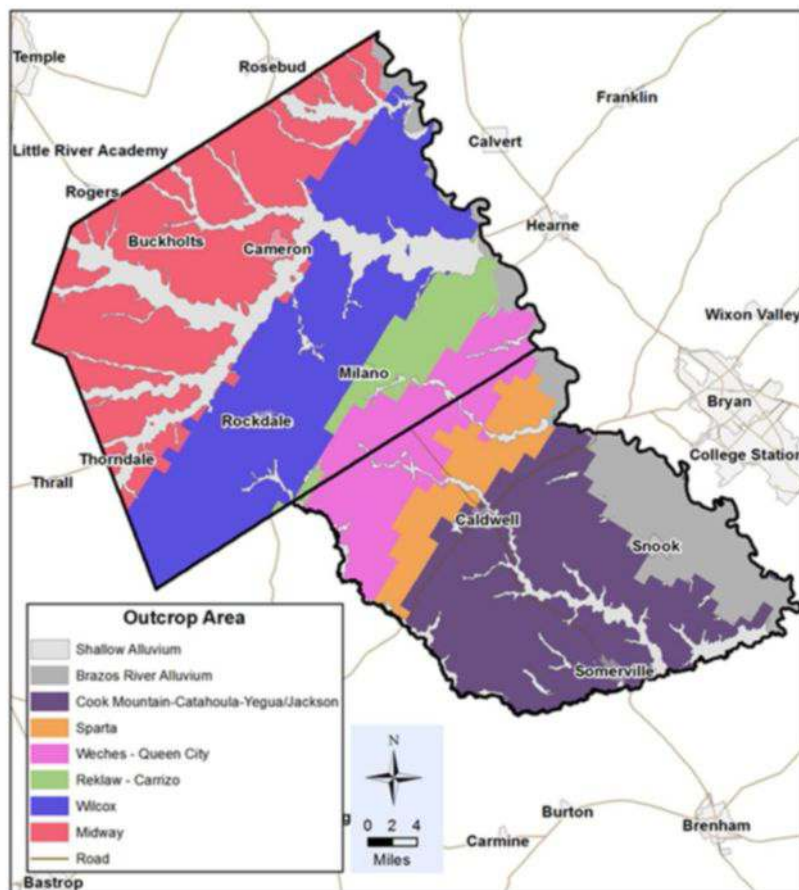 Temple
Rosebud
Franklin
Little River Academy
Calvert
Rogers
Buckholts
Cameron
Hearne
Wixon Valley
Milano
Rockdale
Bryan
Thorndale
College Station
Thrall
Caldwell
Snook
Somerville
Outcrop Area
Shallow Alluvium
Brazos River Alluvium
Cook Mountain-Catahoula-Yegua/Jackson
Sparta
Weches - Queen City
Reklaw - Carrizo
Wilcox
Midway
Road
N
0 2 4
Miles
g
Burton
Carmine
Brenham
Bastrop